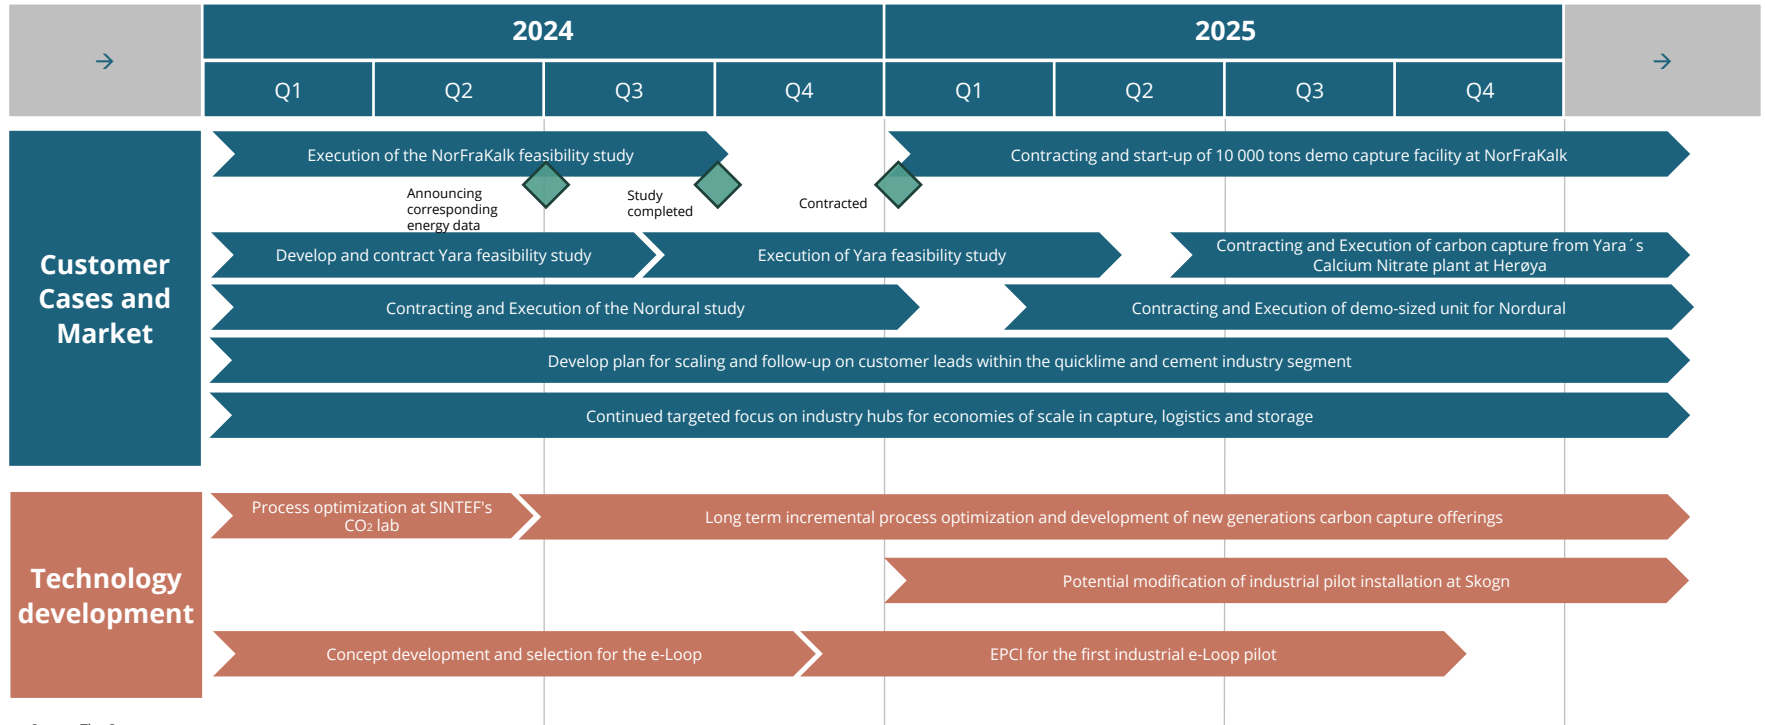 →
2024
2025
→
Q1
Q2
Q3
Q4
Q1
Q2
Q3
Q4
Customer
Cases and
Market
Execution of the NorFraKalk feasibility study
Contracting and start-up of 10 000 tons demo capture facility at NorFraKalk
Announcing
corresponding
energy data
Study
completed
Contracted
Develop and contract Yara feasibility study
Execution of Yara feasibility study
Contracting and Execution of carbon capture from Yara´s
Calcium Nitrate plant at Herøya
Contracting and Execution of the Nordural study
Contracting and Execution of demo-sized unit for Nordural
Develop plan for scaling and follow-up on customer leads within the quicklime and cement industry segment
Continued targeted focus on industry hubs for economies of scale in capture, logistics and storage
Technology
development
Process optimization at SINTEF's
CO₂ lab
Long term incremental process optimization and development of new generations carbon capture offerings
Potential modification of industrial pilot installation at Skogn
Concept development and selection for the e-Loop
EPCI for the first industrial e-Loop pilot